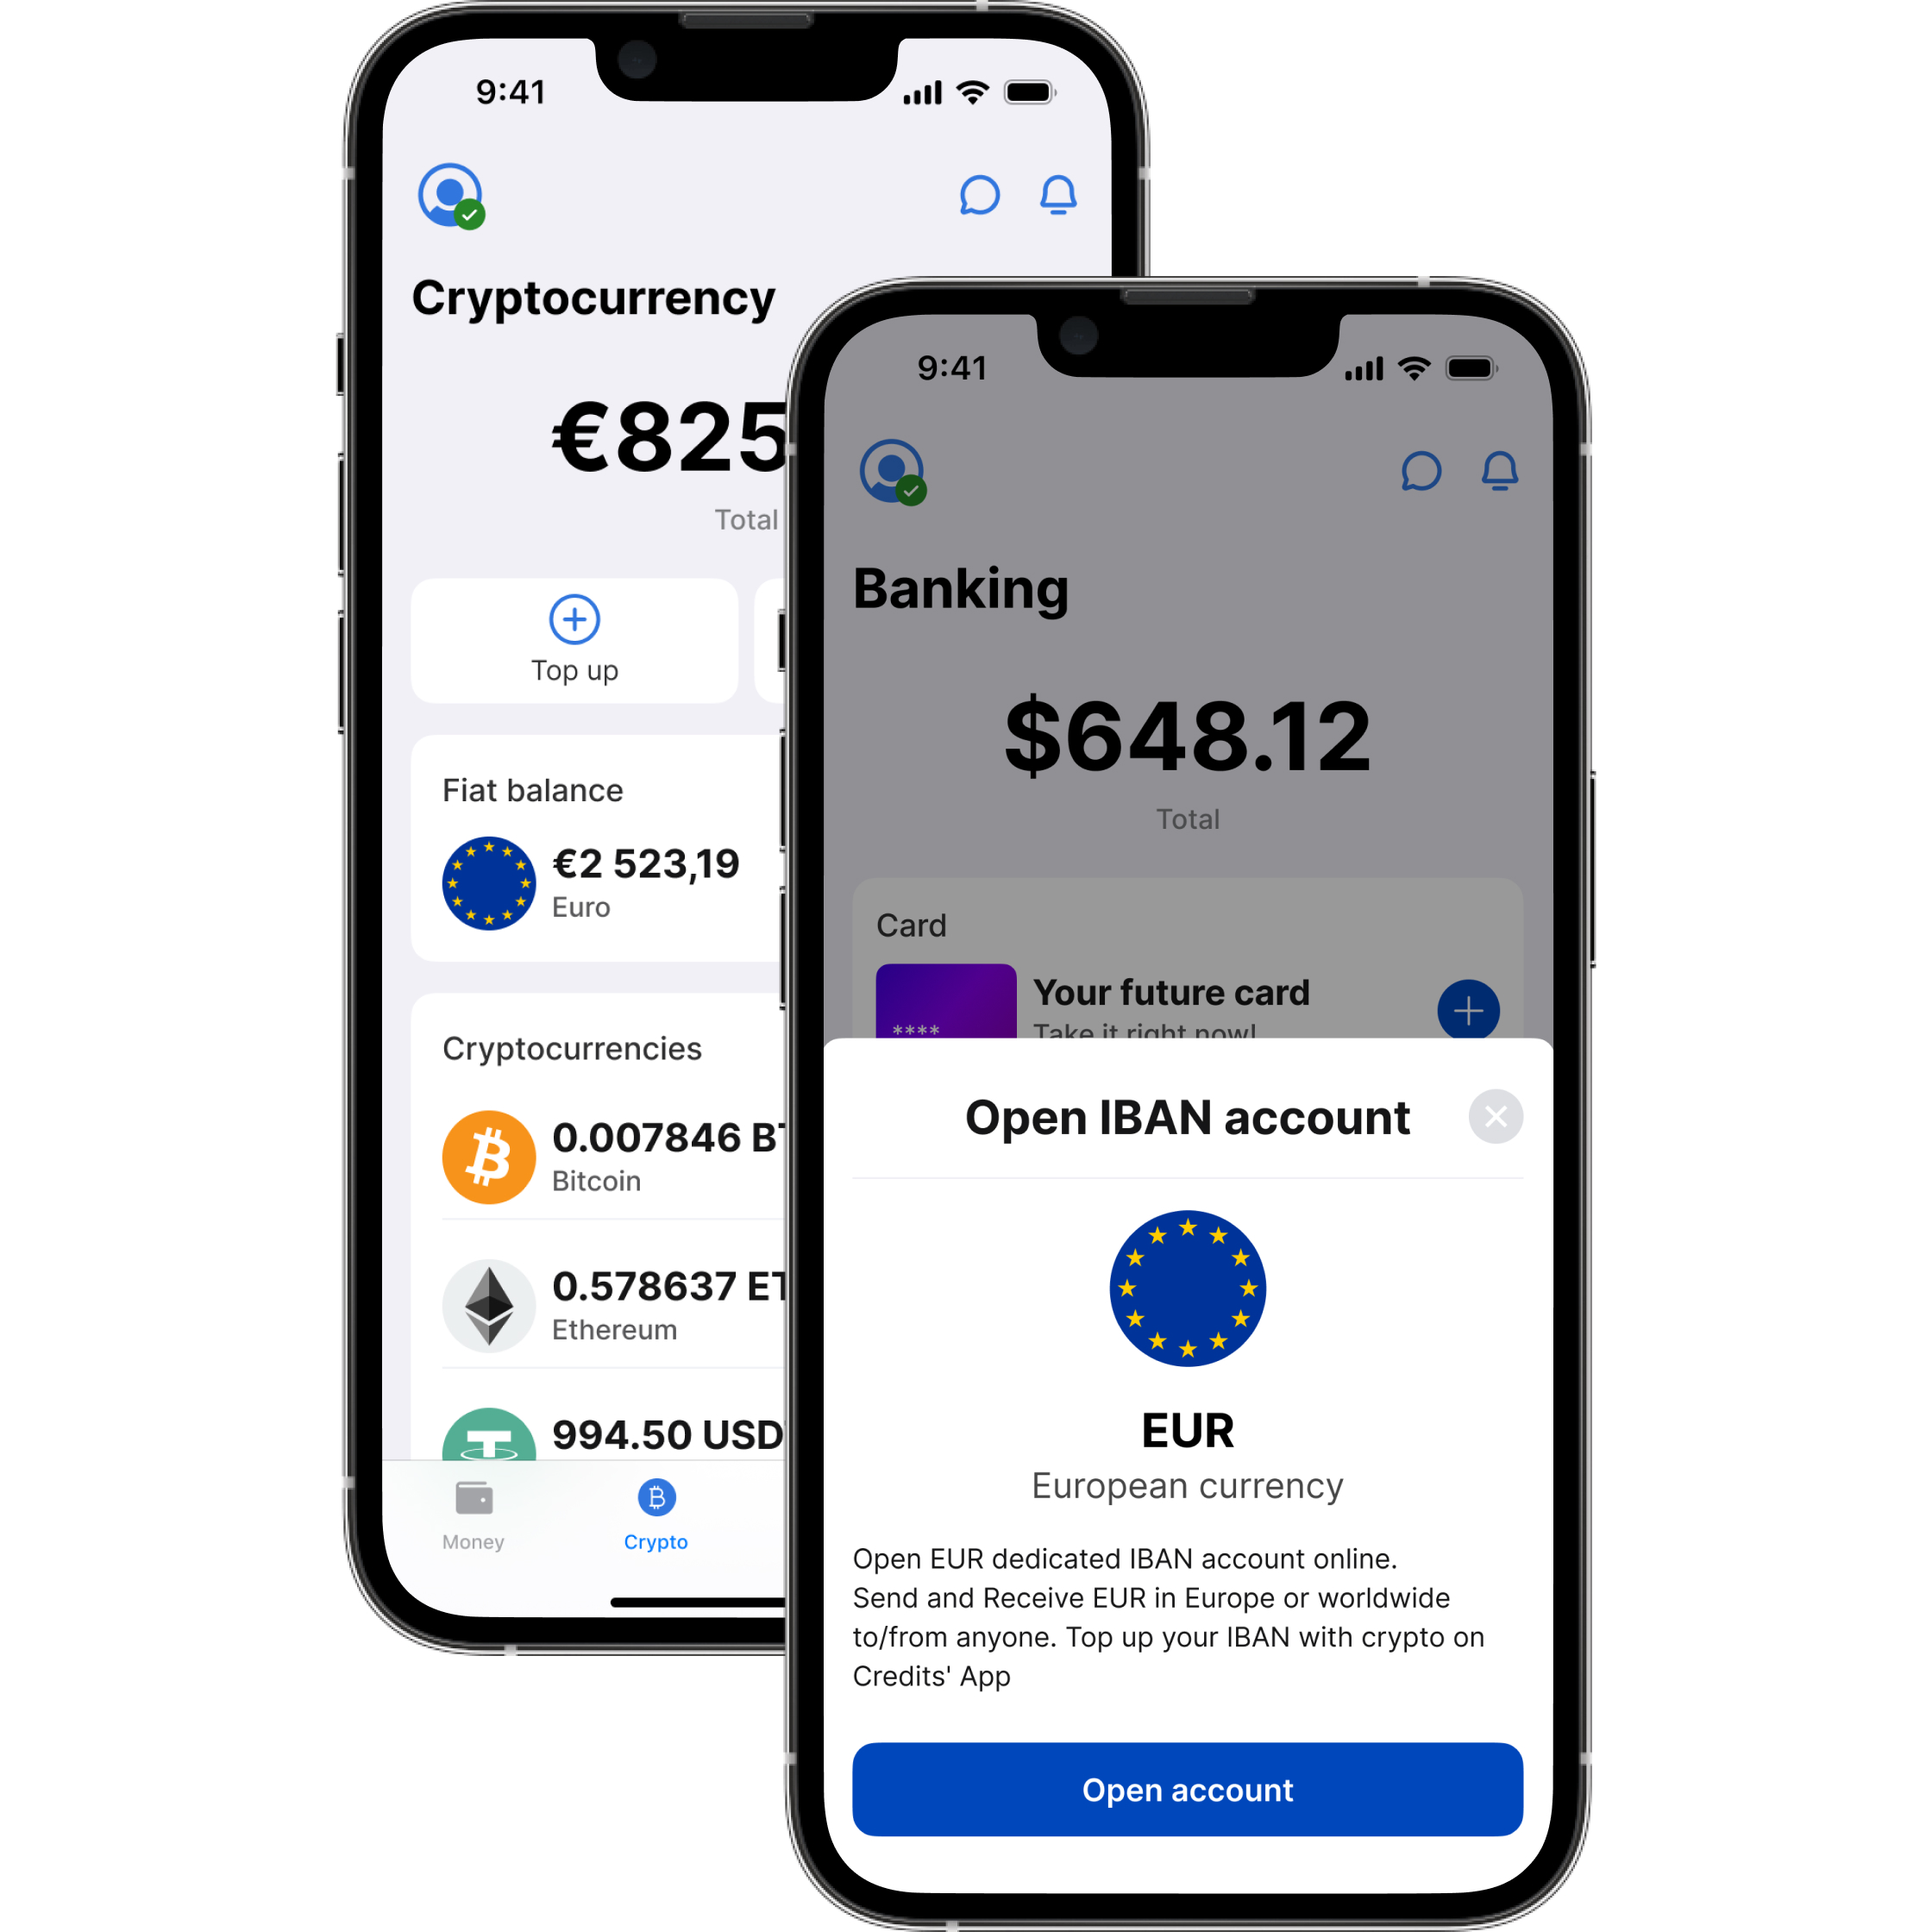 9:41
Cryptocurrency
€825
Total
Top up
Fiat balance
€2 523,19
Euro
Cryptocurrencies
0.007846
Bitcoin
0.578637
Ethereum
994.50 USD
Money
Crypto
9:41
Banking
$648.12
Total
Card
Your future card
****
Take it right now!
Open IBAN account
EUR
European currency
Open EUR dedicated IBAN account online.
Send and Receive EUR in Europe or worldwide
to/from anyone. Top up your IBAN with crypto on
Credits' App
Open account